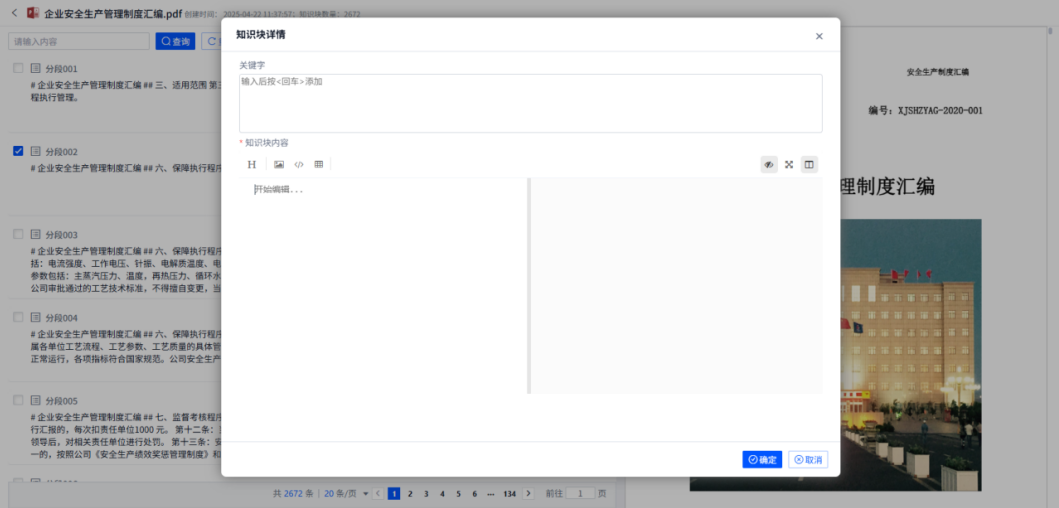 企业安全生产管理制度汇编.pdf 创建时间： 2025-04-22 11:37:57；知识块数量：2672
请输入内容
查询
分段001
# 企业安全生产管理制度汇编 ## 三、适用范围 第三
程执行管理。
分段002
# 企业安全生产管理制度汇编 ## 六、保障执行程序
分段003
# 企业安全生产管理制度汇编 ## 六、保障执行程序
括：电流强度、工作电压、针振、电解质温度、电
参数包括：主蒸汽压力、温度，再热压力、循环水
公司审批通过的工艺技术标准，不得擅自变更，当
分段004
# 企业安全生产管理制度汇编 ## 六、保障执行程序
属各单位工艺流程、工艺参数、工艺质量的具体管
正常运行，各项指标符合国家规范。公司安全生产
分段005
# 企业安全生产管理制度汇编 ## 七、监督考核程序
行汇报的，每次扣责任单位1000 元。 第十二条：
领导后，对相关责任单位进行处罚。 第十三条：安
一的，按照公司《安全生产绩效奖惩管理制度》和
共 2672 条
20 条/页
1 2 3 4 5 6 ... 134
前往 1 页
知识块详情
关键字
输入后按<回车>添加
* 知识块内容
H
开始编辑...
确定
取消
安全生产制度汇编
编号：XJSHZYAG-2020-001
理制度汇编